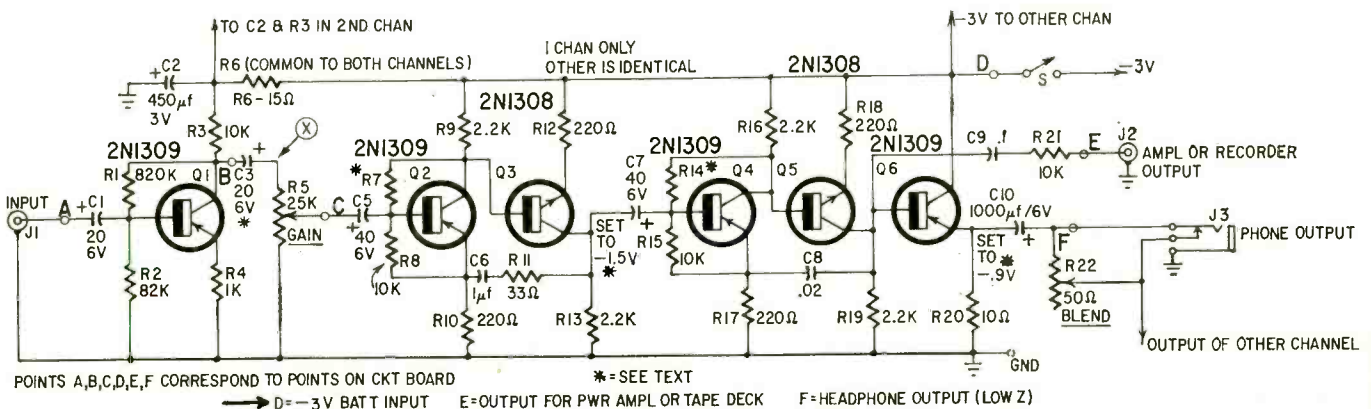 TO C2 & R3 IN 2ND CHAN
-3V TO OTHER CHAN
C2
+
450μf
3V
R6 (COMMON TO BOTH CHANNELS)
R6-15Ω
1 CHAN ONLY
OTHER IS IDENTICAL
D
S
-3V
R3
10K
X
2N1309
R1
820K
Q1
B
+
C3
20
6V
*
INPUT
J1
A
+
C1
20
6V
R2
82K
R4
1K
R5
25K
GAIN
C
C5
+
40
6V
2N1309
*
R7
Q2
R8
10K
R9
2.2K
2N1308
Q3
R12
220Ω
C6
1μf
R11
33Ω
R10
220Ω
R13
2.2K
SET
TO
-1.5V
*
C7
40
6V
+
2N1309
R14*
Q4
R15
10K
R16
2.2K
2N1308
Q5
R18
220Ω
2N1309
Q6
C8
.02
R17
220Ω
R19
2.2K
R20
10Ω
SET
TO *
-.9V
C9
.1
R21
10K
E
J2
AMPL OR RECORDER
OUTPUT
C10
1000μf/6V
+
F
J3
PHONE OUTPUT
R22
50Ω
BLEND
OUTPUT OF OTHER CHANNEL
GND
POINTS A,B,C,D,E,F CORRESPOND TO POINTS ON CKT BOARD
*=SEE TEXT
D=-3V BATT INPUT E=OUTPUT FOR PWR AMPL OR TAPE DECK F=HEADPHONE OUTPUT (LOW Z)